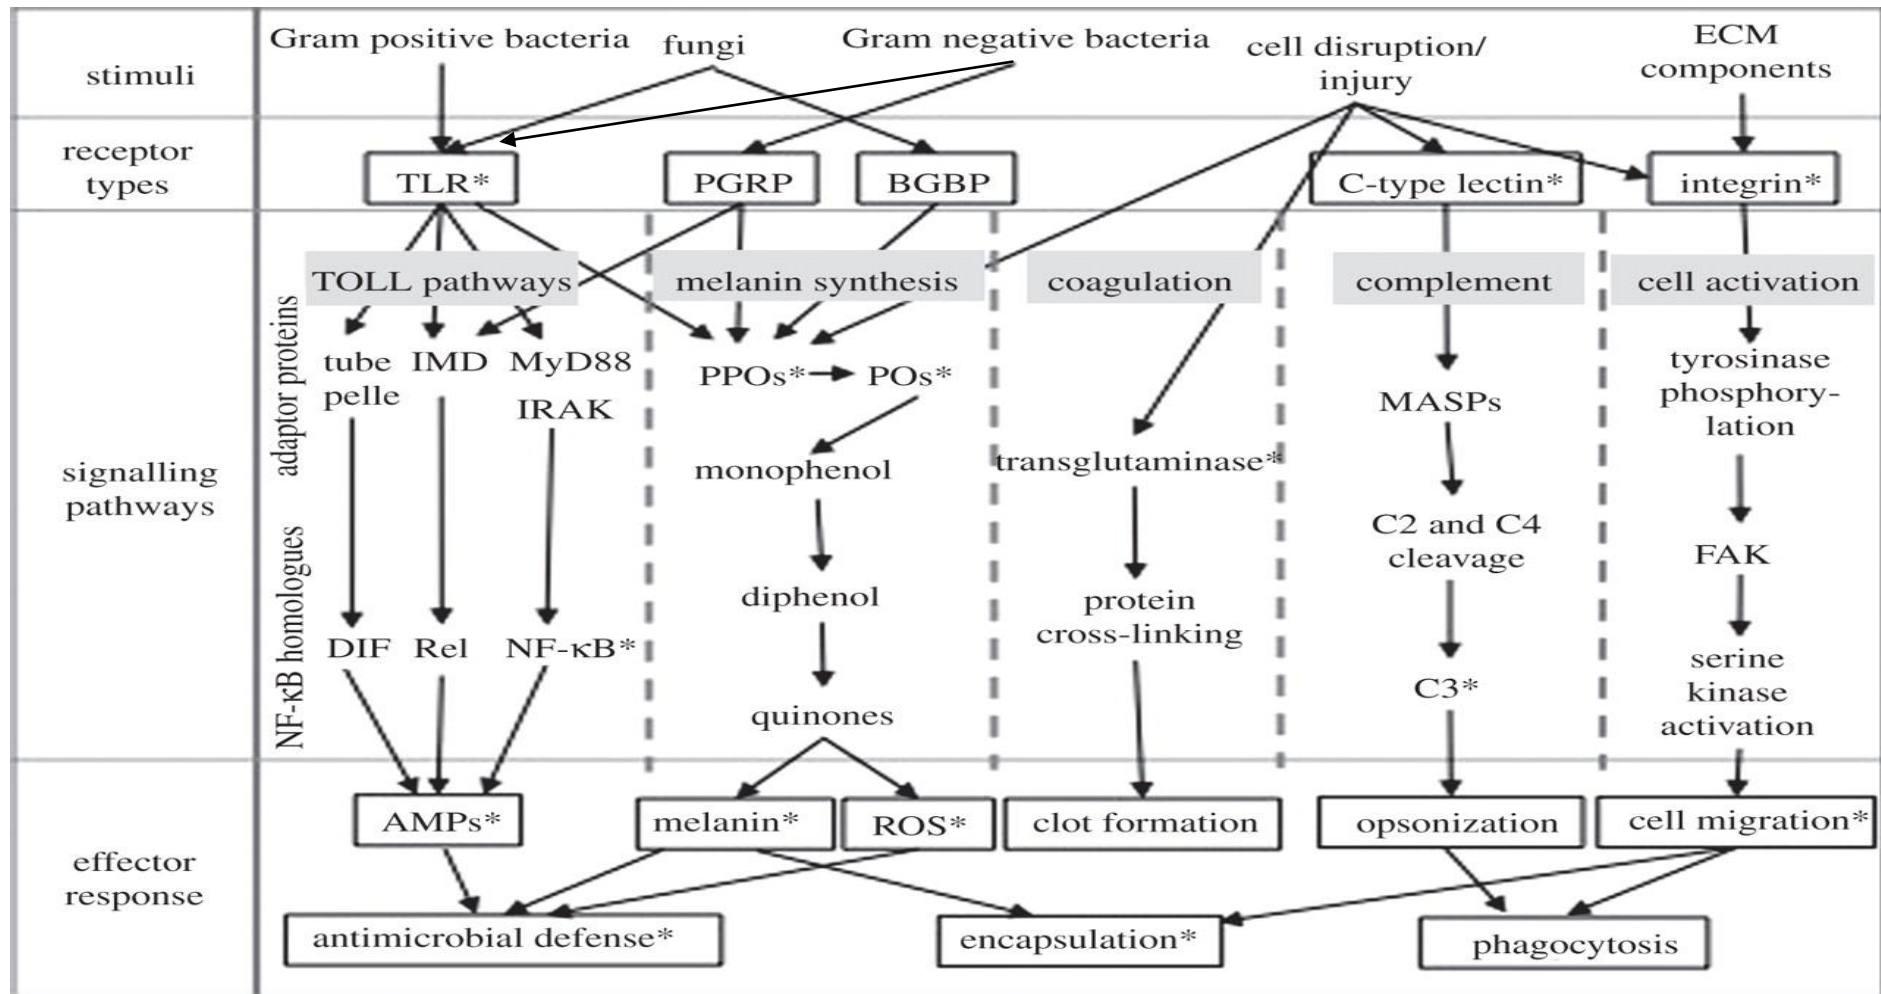 stimuli
Gram positive bacteria
fungi
Gram negative bacteria
cell disruption/
injury
ECM
components
receptor
types
TLR*
PGRP
BGBP
C-type lectin*
integrin*
signalling
pathways
adaptor proteins
NF-κB homologues
TOLL pathways
melanin synthesis
coagulation
complement
cell activation
tube
pelle
IMD
MyD88
IRAK
DIF
Rel
NF-κB*
PPOs*
POs*
monophenol
diphenol
quinones
transglutaminase*
protein
cross-linking
MASPs
C2 and C4
cleavage
C3*
tyrosinase
phosphory-
lation
FAK
serine
kinase
activation
effector
response
AMPs*
melanin*
ROS*
clot formation
opsonization
cell migration*
antimicrobial defense*
encapsulation*
phagocytosis